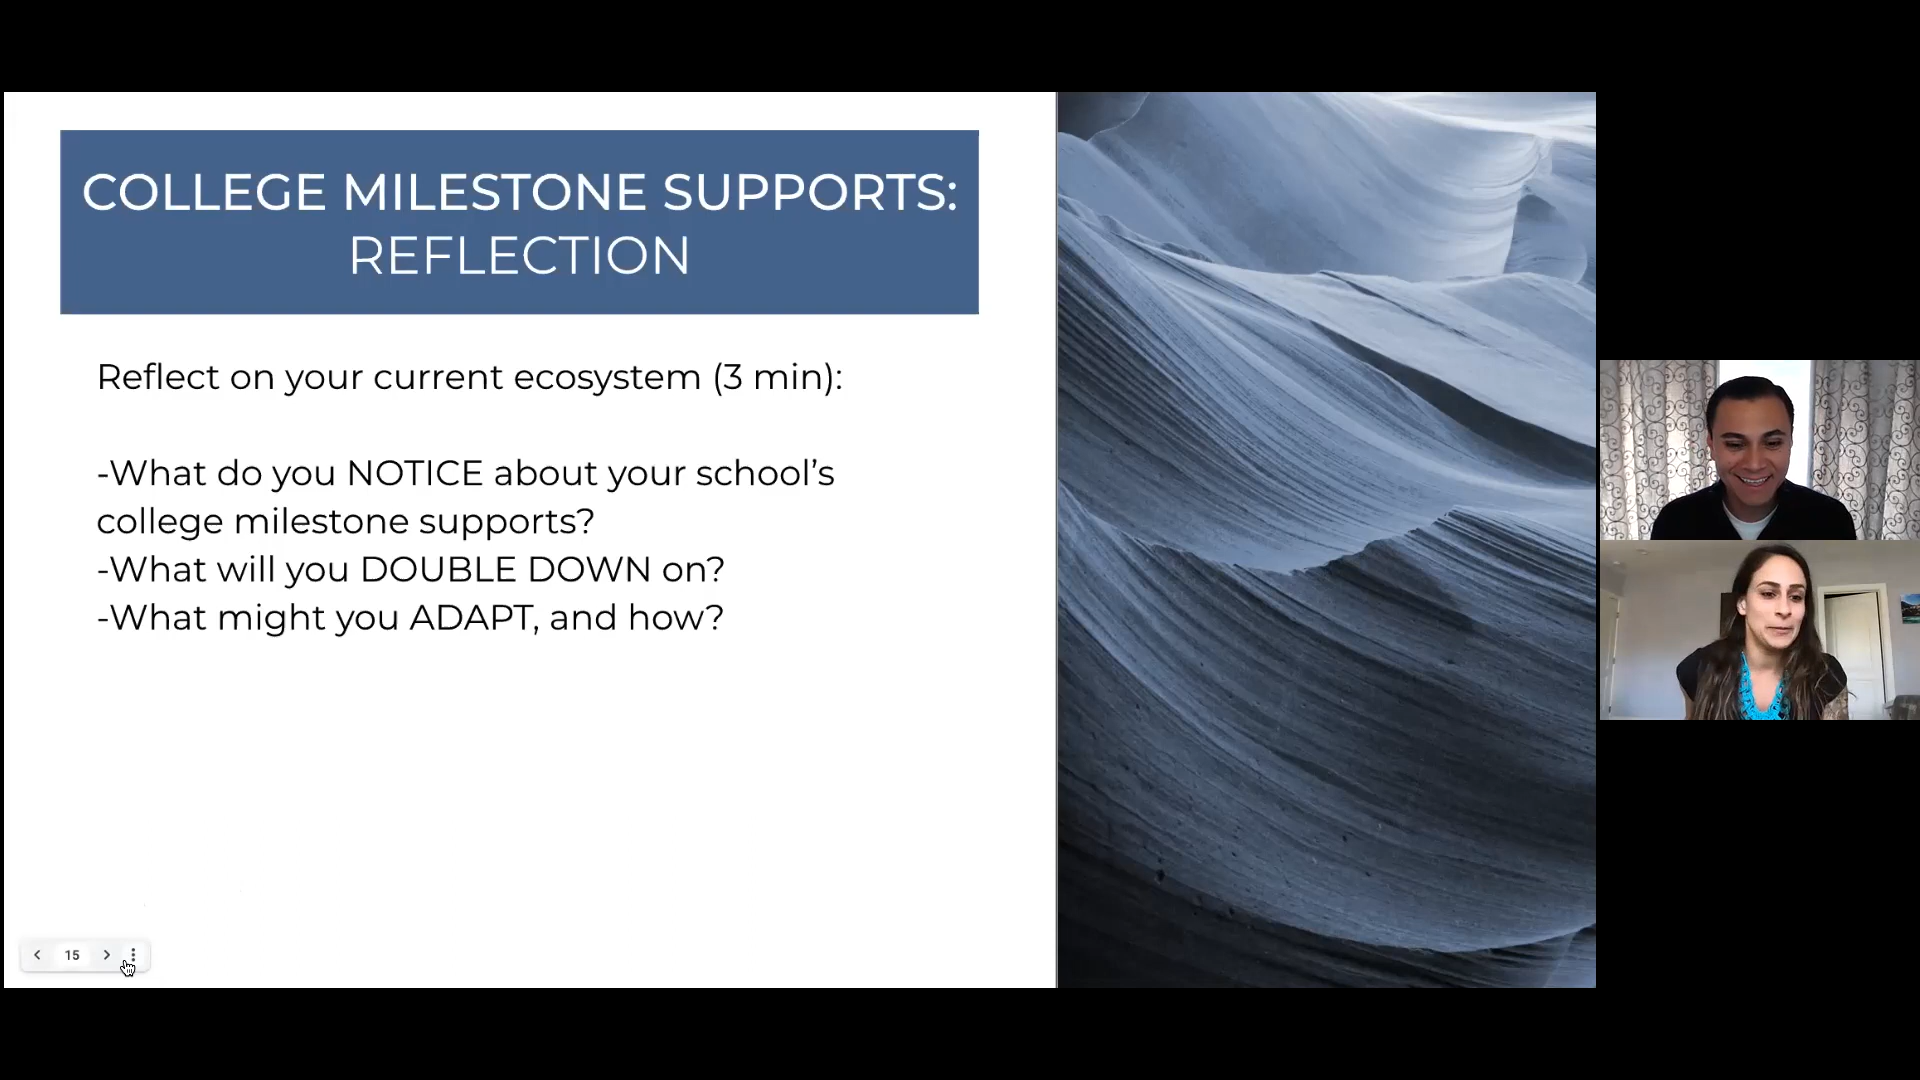 COLLEGE MILESTONE SUPPORTS:
REFLECTION
Reflect on your current ecosystem (3 min):
-What do you NOTICE about your school’s
college milestone supports?
-What will you DOUBLE DOWN on?
-What might you ADAPT, and how?
15